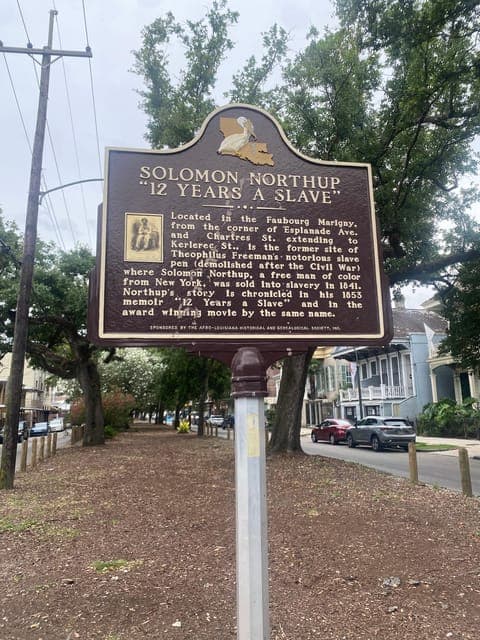 SOLOMON NORTHUP
"12 YEARS A SLAVE"
Located in the Faubourg Marigny,
from the corner of Esplanade Ave.
and Chartres St. extending to
Kerlerec St., is the former site of
Theophilus Freeman's notorious slave
pen (demolished after the Civil War)
where Solomon Northup, a free man of color
from New York, was sold into slavery in 1841.
Northup's story is chronicled in his 1853
memoir "12 Years a Slave" and in the
award winning movie by the same name.
SPONSORED BY THE AFRO-LOUISIANA HISTORICAL AND GENEALOGICAL SOCIETY, INC.